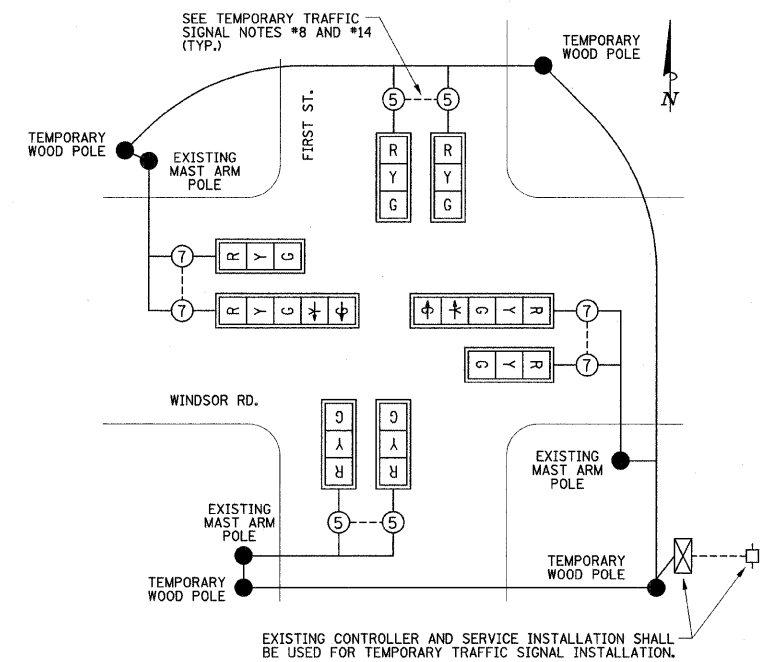 SEE TEMPORARY TRAFFIC
SIGNAL NOTES #8 AND #14
(TYP.)
TEMPORARY
WOOD POLE
N
FIRST ST.
5
5
TEMPORARY
WOOD POLE
EXISTING
MAST ARM
POLE
R
Y
G
R
Y
G
7
R Y G
7
R Y G Y G
G Y G Y R
7
G Y R
7
WINDSOR RD.
G
Y
R
G
Y
R
EXISTING
MAST ARM
POLE
EXISTING
MAST ARM
POLE
5
5
TEMPORARY
WOOD POLE
TEMPORARY
WOOD POLE
EXISTING CONTROLLER AND SERVICE INSTALLATION SHALL
BE USED FOR TEMPORARY TRAFFIC SIGNAL INSTALLATION.